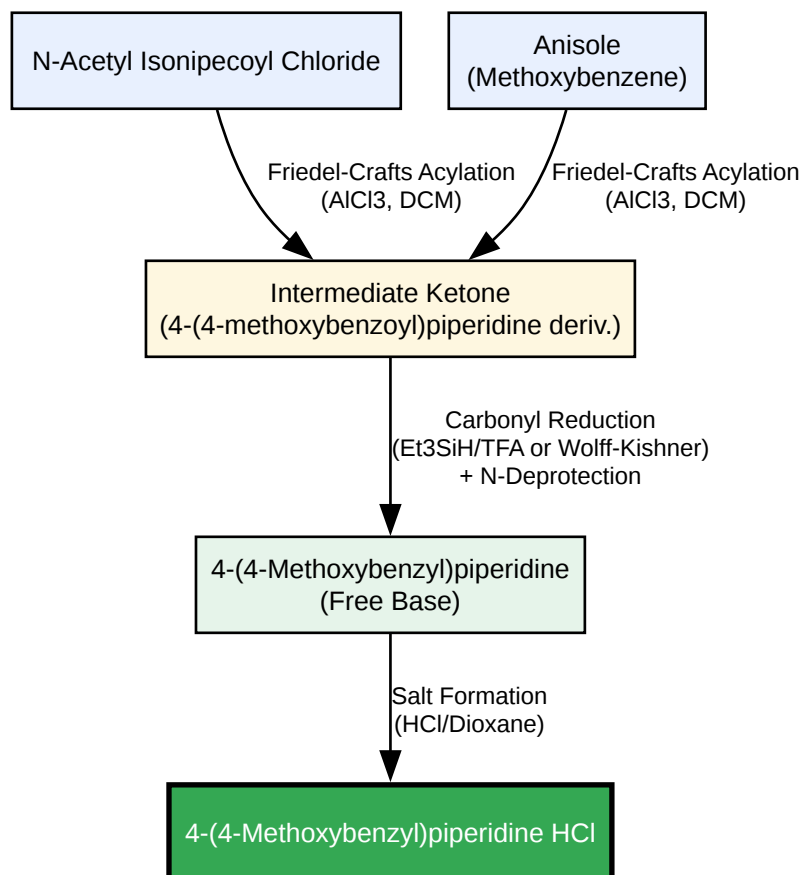 N-Acetyl Isonipecoyl Chloride
Anisole
(Methoxybenzene)
Friedel-Crafts Acylation
(AlCl3, DCM)
Friedel-Crafts Acylation
(AlCl3, DCM)
Intermediate Ketone
(4-(4-methoxybenzoyl)piperidine deriv.)
Carbonyl Reduction
(Et3SiH/TFA or Wolff-Kishner)
+ N-Deprotection
4-(4-Methoxybenzyl)piperidine
(Free Base)
Salt Formation
(HCl/Dioxane)
4-(4-Methoxybenzyl)piperidine HCl